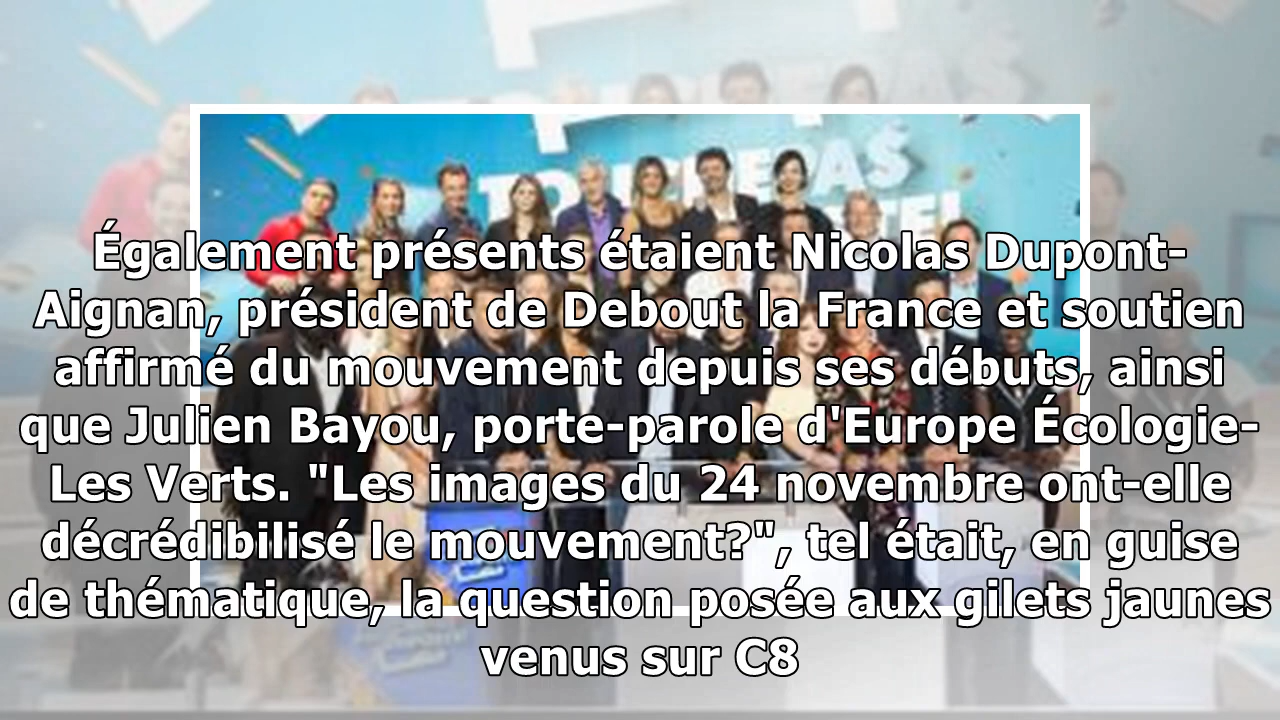 TOUCHE PAS
Également présents étaient Nicolas Dupont-
Aignan, président de Debout la France et soutien
affirmé du mouvement depuis ses débuts, ainsi
que Julien Bayou, porte-parole d'Europe Écologie-
Les Verts. "Les images du 24 novembre ont-elle
décrédibilisé le mouvement?", tel était, en guise
de thématique, la question posée aux gilets jaunes
venus sur C8